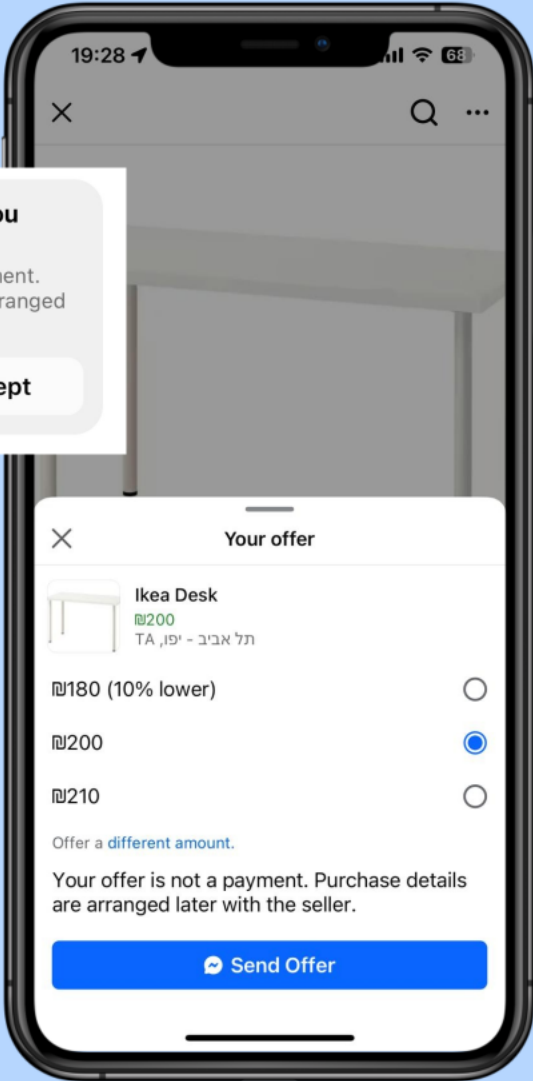 19:28
68
ou
ment.
ranged
ept
Your offer
Ikea Desk
₪200
תל אביב - יפו, TA
₪180 (10% lower)
₪200
₪210
Offer a different amount.
Your offer is not a payment. Purchase details
are arranged later with the seller.
Send Offer